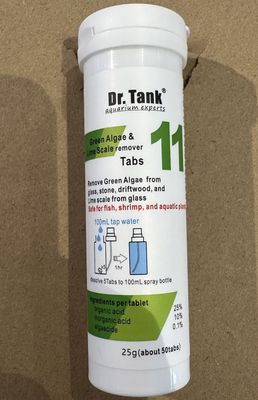 Dr. Tank®
aquarium experts
Green Algae &
Lime Scale remover
Tabs
11
Remove Green Algae from
glass, stone, driftwood, and
Lime scale from glass
Safe for fish, shrimp, and aquatic plant
100mL tap water
1hr
Dissolve 5Tabs to 100mL spray bottle
Ingredients per tablet
organic acid 25%
inorganic acid 10%
algaecide 0.1%
25g(about 50tabs)